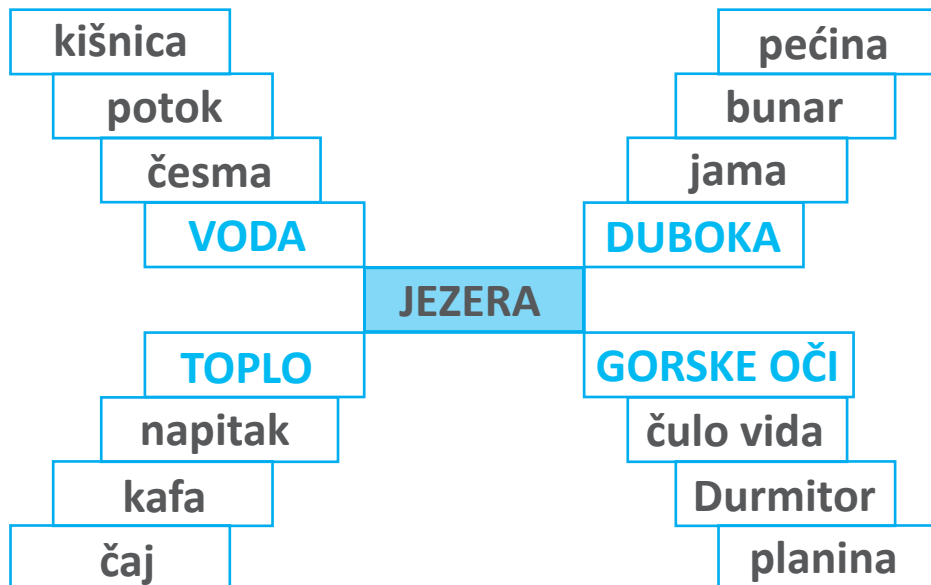 kišnica
pećina
potok
bunar
česma
jama
VODA
DUBOKA
JEZERA
TOPLO
GORSKE OČI
napitak
čulo vida
kafa
Durmitor
čaj
planina